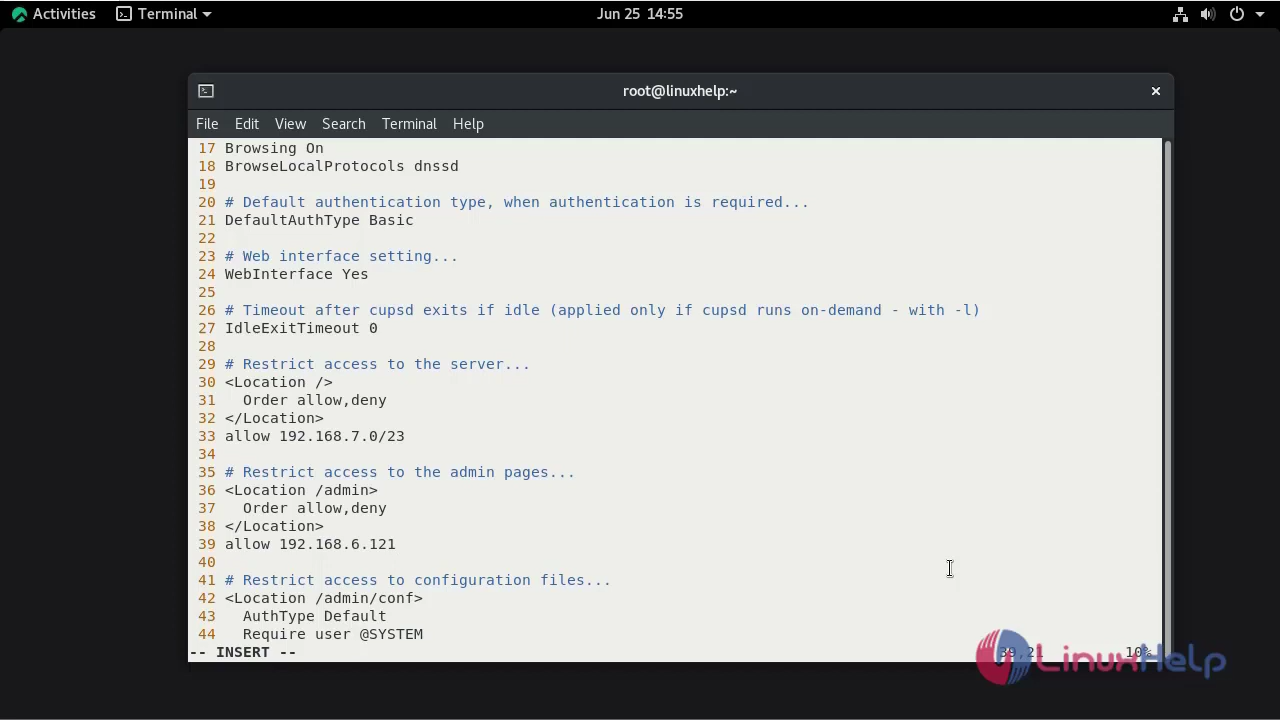 Activities Terminal Jun 25 14:55
root@linuxhelp:~
File Edit View Search Terminal Help
17 Browsing On
18 BrowseLocalProtocols dnssd
19
20 # Default authentication type, when authentication is required...
21 DefaultAuthType Basic
22
23 # Web interface setting...
24 WebInterface Yes
25
26 # Timeout after cupsd exits if idle (applied only if cupsd runs on-demand - with -l)
27 IdleExitTimeout 0
28
29 # Restrict access to the server...
30 <Location />
31   Order allow,deny
32 </Location>
33 allow 192.168.7.0/23
34
35 # Restrict access to the admin pages...
36 <Location /admin>
37   Order allow,deny
38 </Location>
39 allow 192.168.6.121
40
41 # Restrict access to configuration files...
42 <Location /admin/conf>
43   AuthType Default
44   Require user @SYSTEM
-- INSERT -- 39,21 10%
LinuxHelp